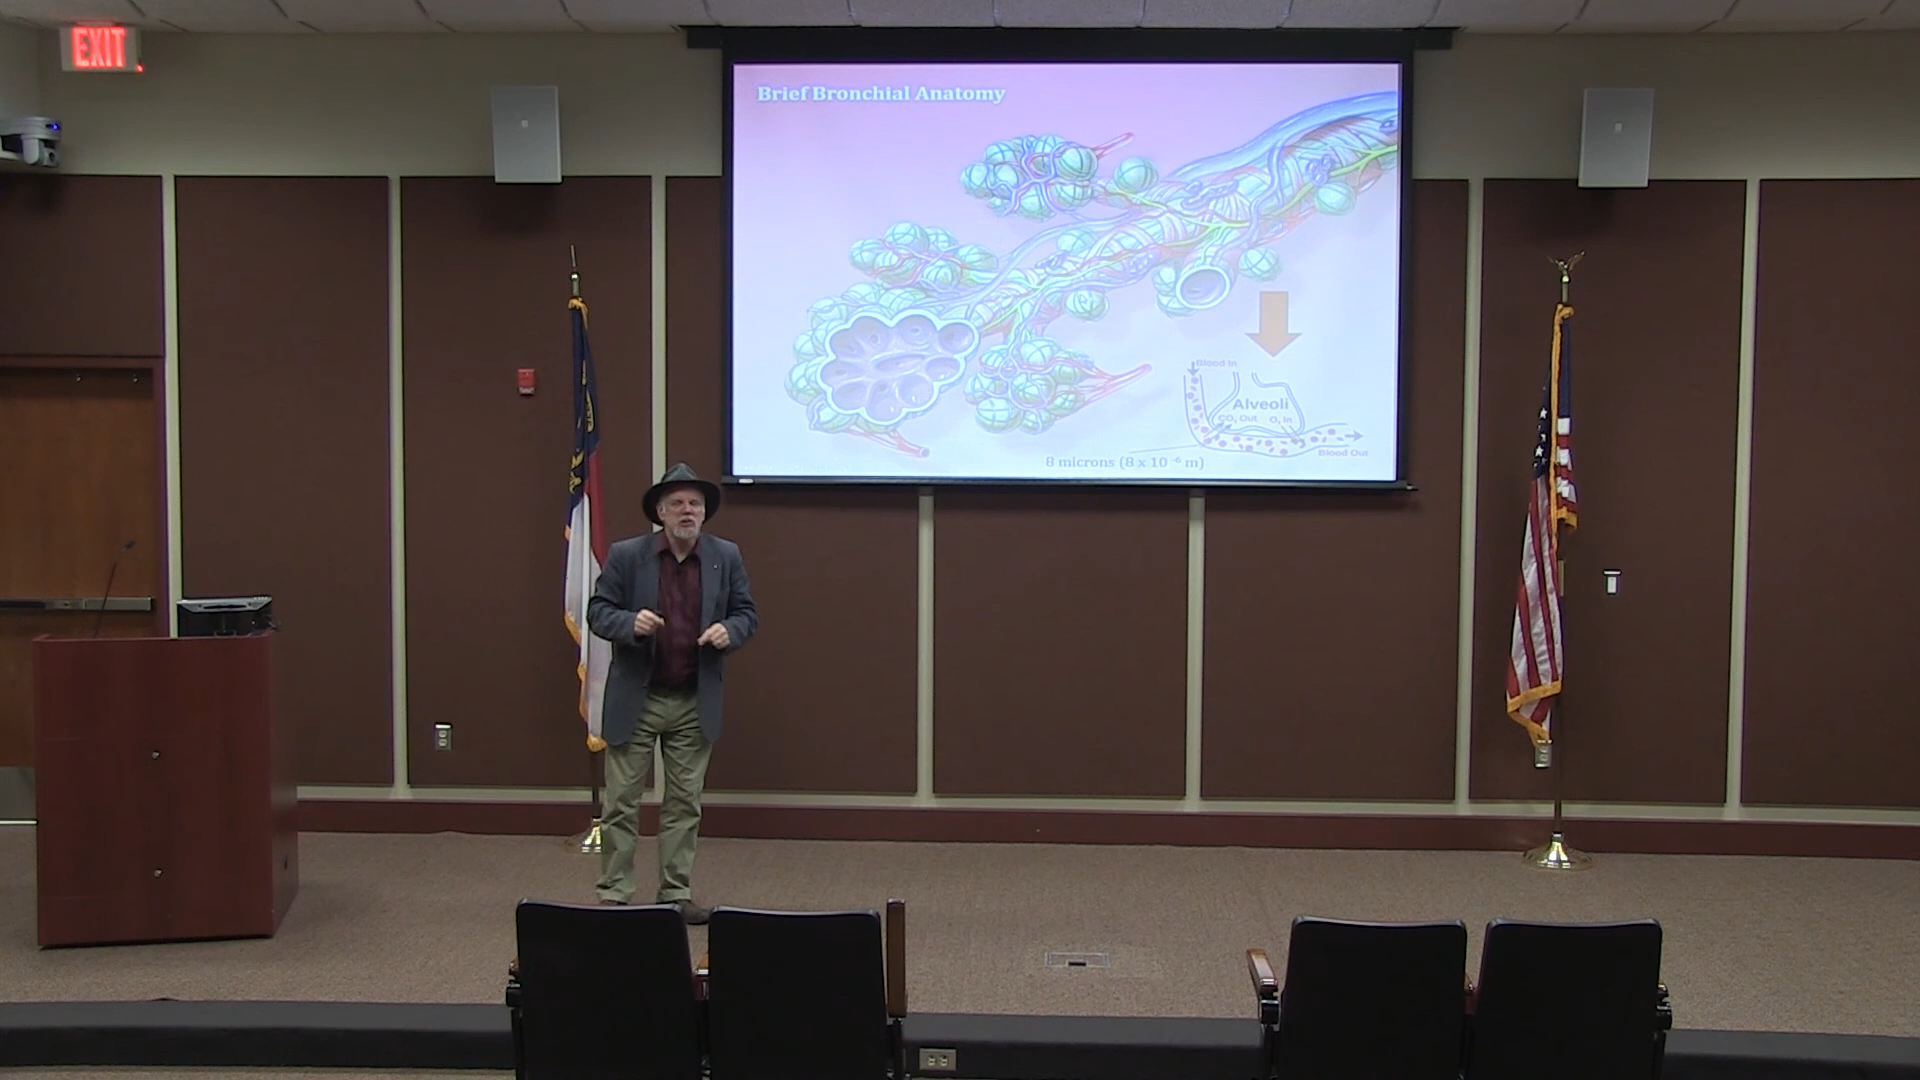 EXIT
Brief Bronchial Anatomy
Blood In
Alveoli
CO₂ Out O₂ In
Blood Out
8 microns (8 x 10 ⁻⁶ m)